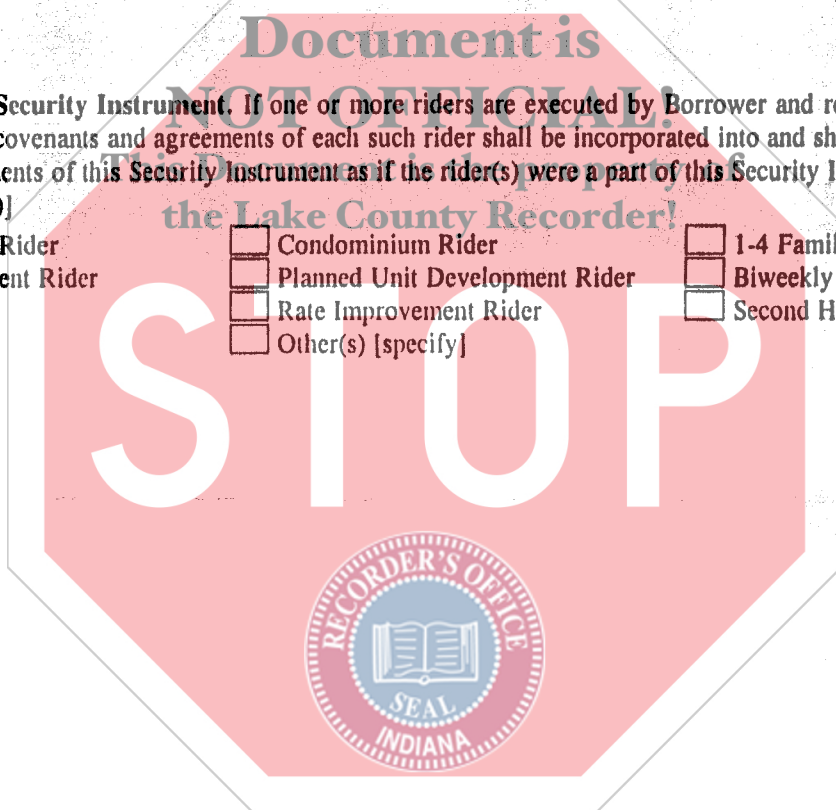 Document is
NOT OFFICIAL!
Security Instrument. If one or more riders are executed by Borrower and re
covenants and agreements of each such rider shall be incorporated into and sh
ents of this Security Instrument as if the rider(s) were a part of this Security I
This Document is the property of
)]
the Lake County Recorder!
Rider Condominium Rider 1-4 Famil
ent Rider Planned Unit Development Rider Biweekly
Rate Improvement Rider Second H
Other(s) [specify]
STOP
RECORDER'S OFFICE
SEAL
INDIANA